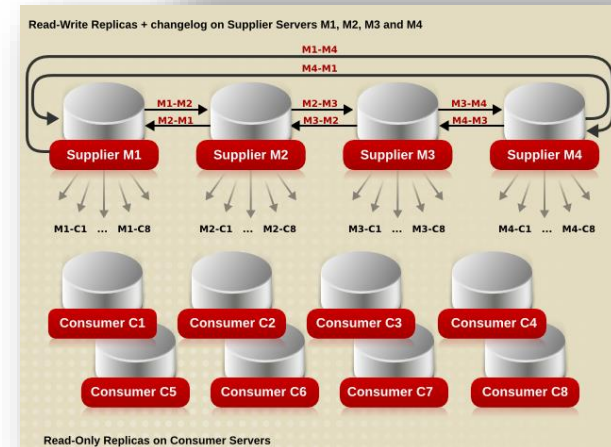 Read-Write Replicas + changelog on Supplier Servers M1, M2, M3 and M4
M1-M4
M4-M1
M1-M2 M2-M3 M3-M4
M2-M1 M3-M2 M4-M3
Supplier M1 Supplier M2 Supplier M3 Supplier M4
M1-C1 ... M1-C8 M2-C1 ... M2-C8 M3-C1 ... M3-C8 M4-C1 ... M4-C8
Consumer C1 Consumer C2 Consumer C3 Consumer C4
Consumer C5 Consumer C6 Consumer C7 Consumer C8
Read-Only Replicas on Consumer Servers